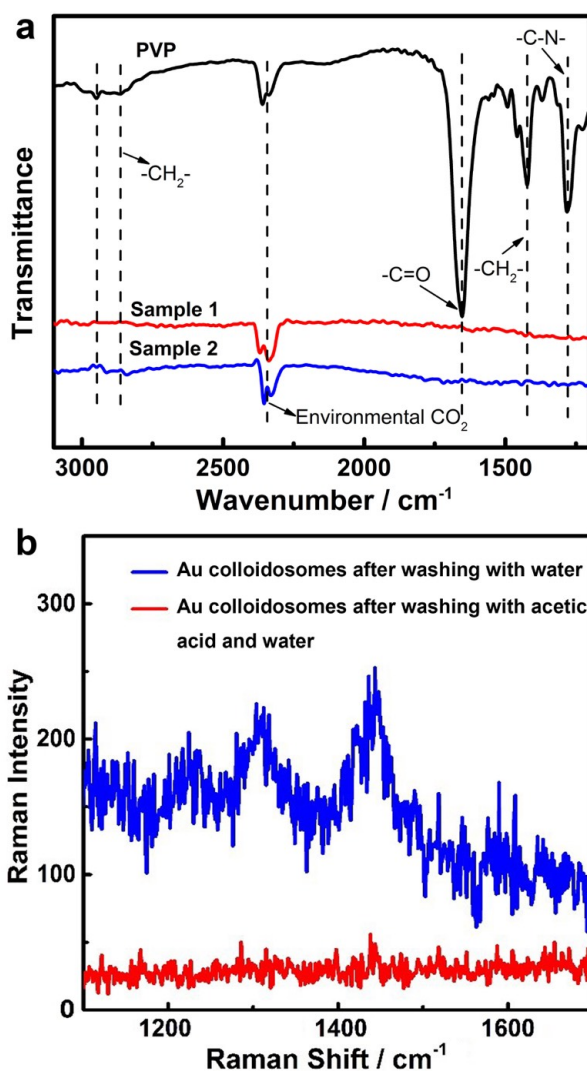 a
PVP
-C-N-
-CH₂-
-C=O
-CH₂-
Sample 1
Sample 2
Environmental CO₂
Transmittance
3000 2500 2000 1500
Wavenumber / cm⁻¹
b
Au colloidosomes after washing with water
Au colloidosomes after washing with acetic
acid and water
300
200
100
0
Raman Intensity
1200 1400 1600
Raman Shift / cm⁻¹